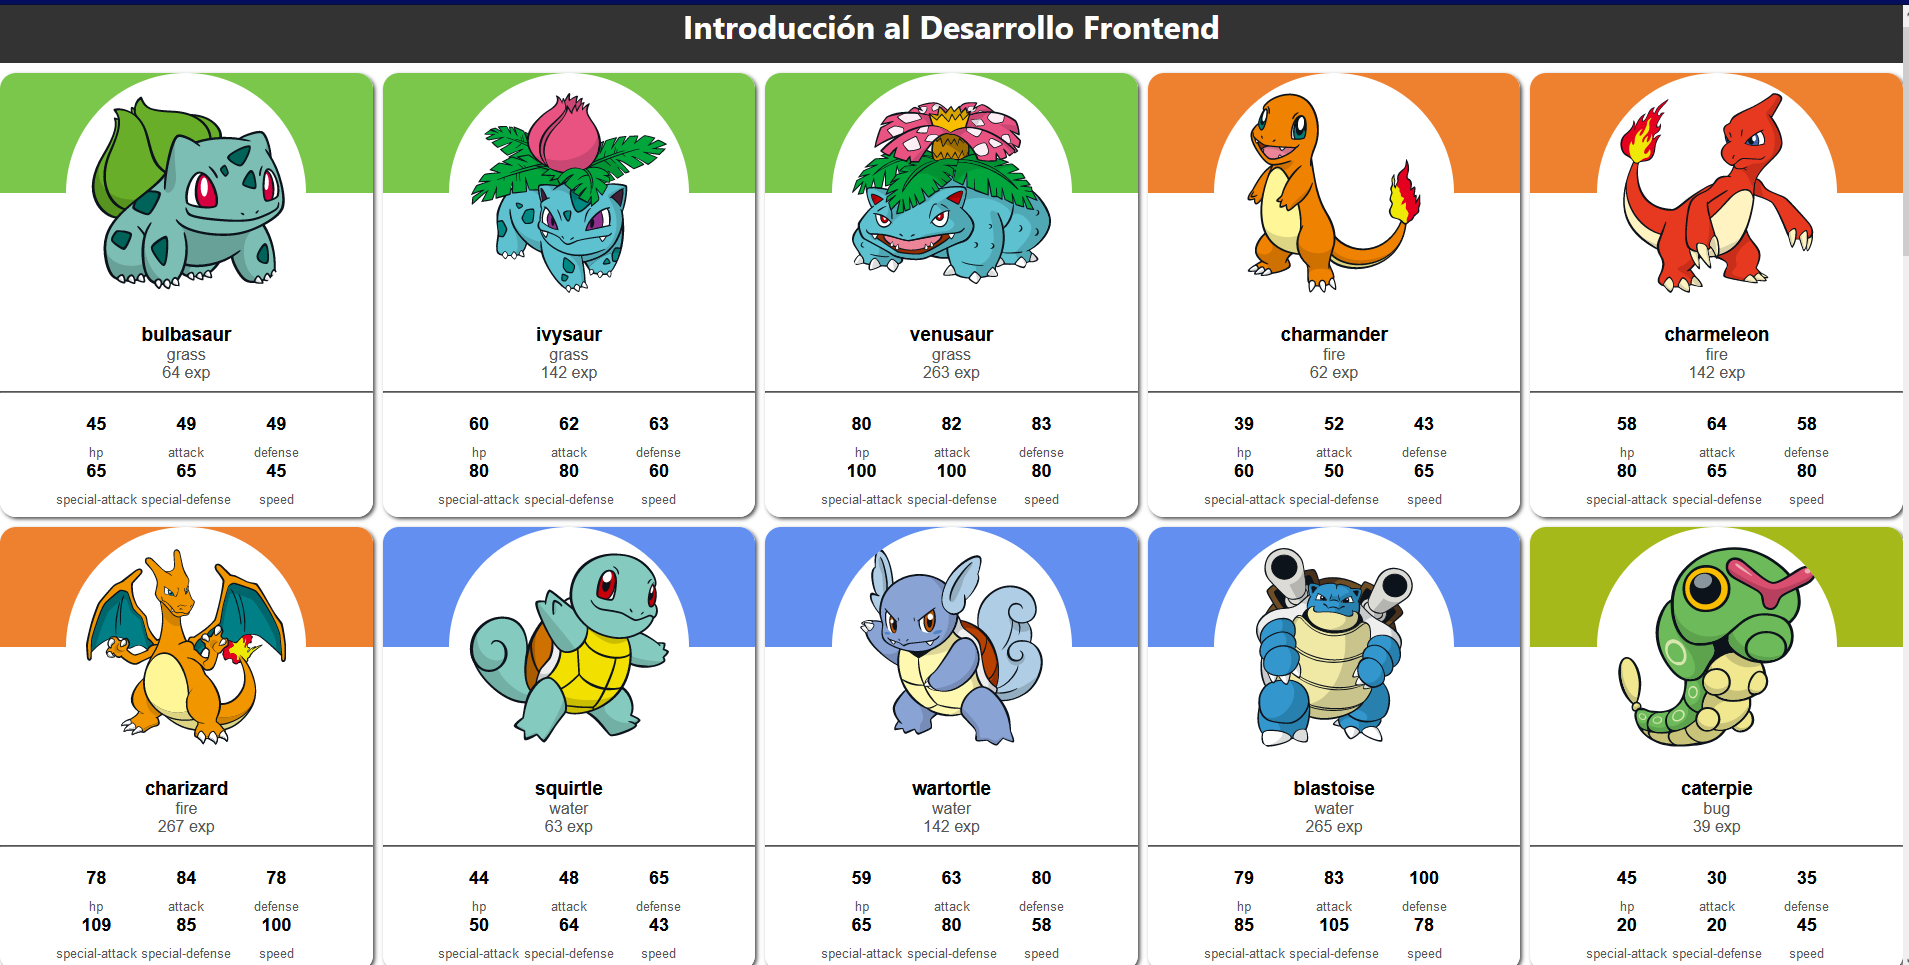 Introducción al Desarrollo Frontend
bulbasaur
grass
64 exp
45 49 49
hp attack defense
65 65 45
special-attack special-defense speed
ivysaur
grass
142 exp
60 62 63
hp attack defense
80 80 60
special-attack special-defense speed
venusaur
grass
263 exp
80 82 83
hp attack defense
100 100 80
special-attack special-defense speed
charmander
fire
62 exp
39 52 43
hp attack defense
60 50 65
special-attack special-defense speed
charmeleon
fire
142 exp
58 64 58
hp attack defense
80 65 80
special-attack special-defense speed
charizard
fire
267 exp
78 84 78
hp attack defense
109 85 100
special-attack special-defense speed
squirtle
water
63 exp
44 48 65
hp attack defense
50 64 43
special-attack special-defense speed
wartortle
water
142 exp
59 63 80
hp attack defense
65 80 58
special-attack special-defense speed
blastoise
water
265 exp
79 83 100
hp attack defense
85 105 78
special-attack special-defense speed
caterpie
bug
39 exp
45 30 35
hp attack defense
20 20 45
special-attack special-defense speed